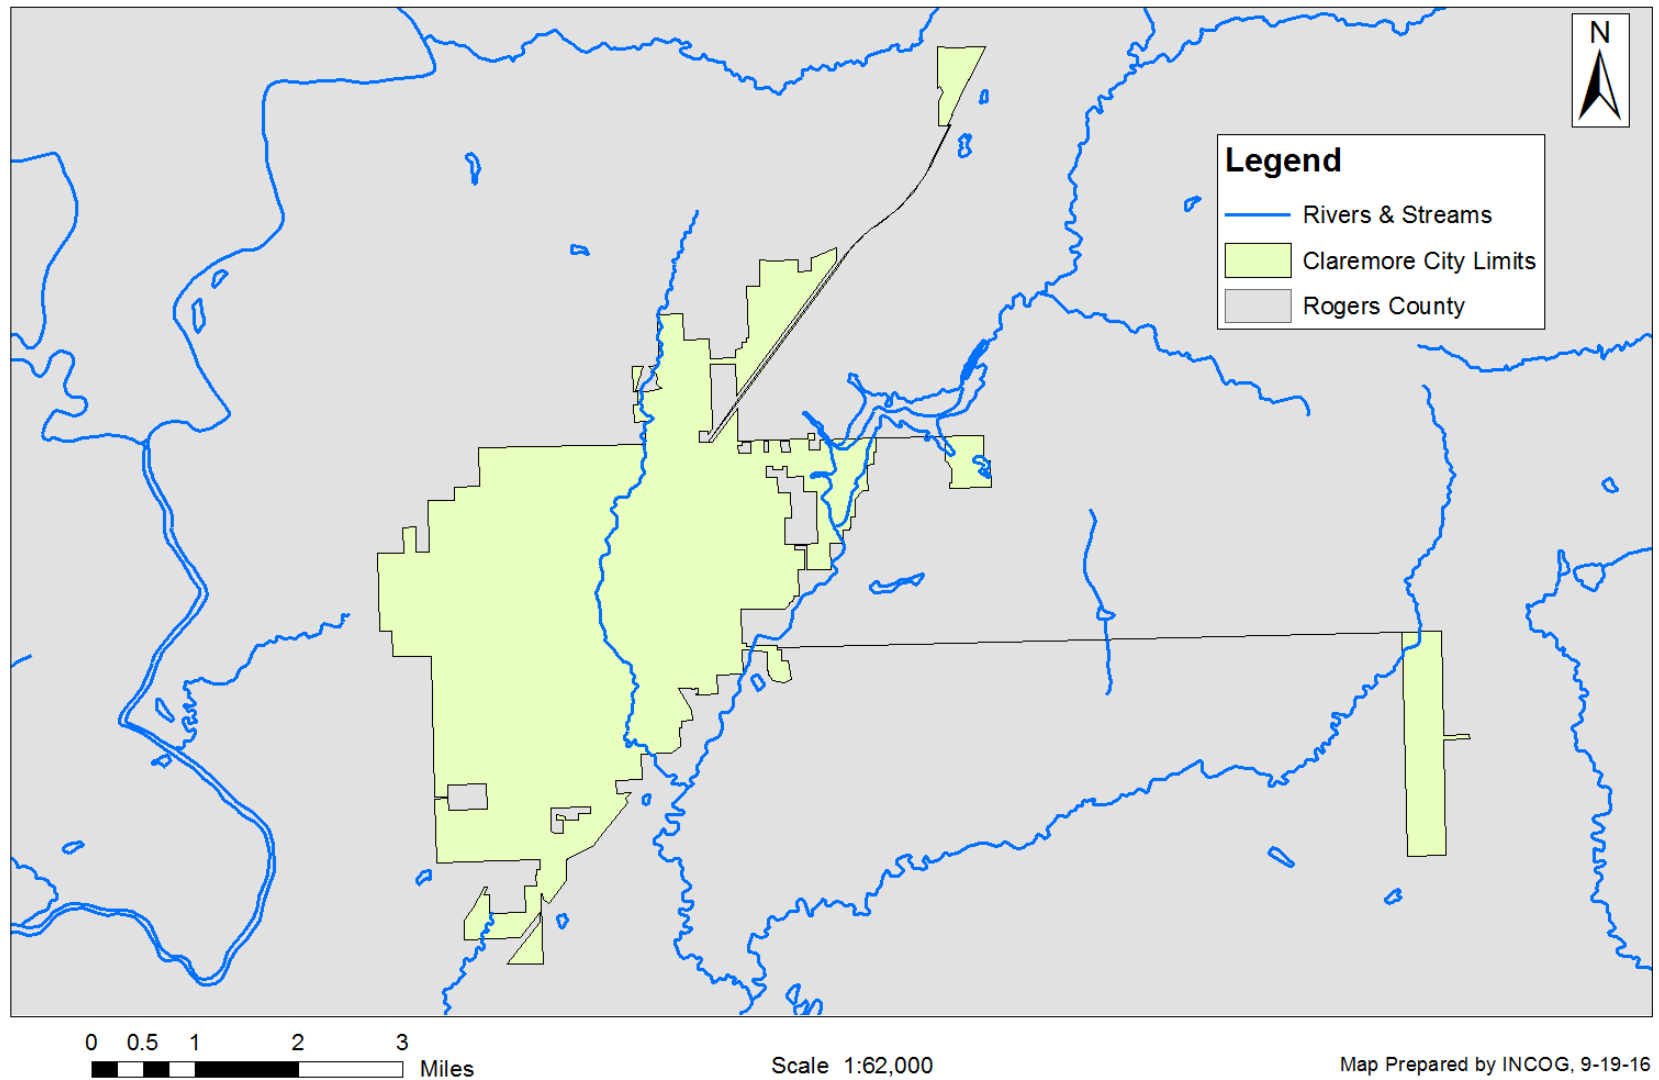 N
Legend
Rivers & Streams
Claremore City Limits
Rogers County
0 0.5 1 2 3
Miles
Scale 1:62,000
Map Prepared by INCOG, 9-19-16